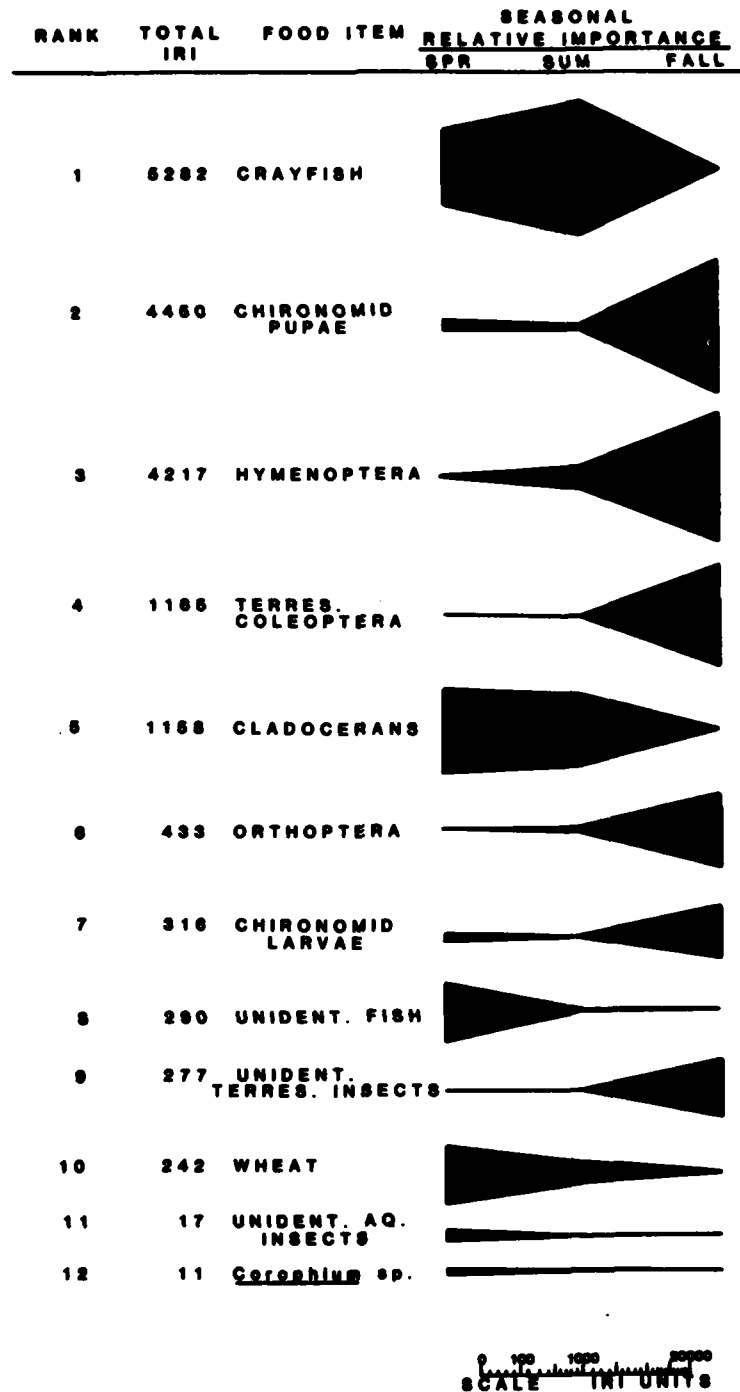 RANK TOTAL IRI FOOD ITEM SEASONAL RELATIVE IMPORTANCE
SPR SUM FALL
1 5282 CRAYFISH
2 4460 CHIRONOMID
PUPAE
3 4217 HYMENOPTERA
4 1165 TERRES.
COLEOPTERA
5 1158 CLADOCERANS
6 433 ORTHOPTERA
7 316 CHIRONOMID
LARVAE
8 290 UNIDENT. FISH
9 277 UNIDENT.
TERRES. INSECTS
10 242 WHEAT
11 17 UNIDENT. AQ.
INSECTS
12 11 Corophium sp.
0 100 1000 20000
SCALE IRI UNITS